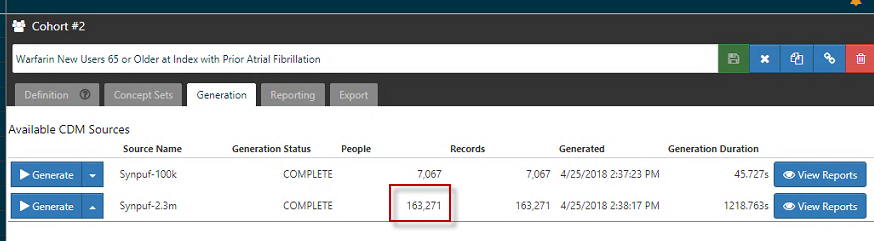 Cohort #2
Warfarin New Users 65 or Older at Index with Prior Atrial Fibrillation
Definition ? Concept Sets Generation Reporting Export
Available CDM Sources
Source Name Generation Status People Records Generated Generation Duration
Generate Synpuf-100k COMPLETE 7,067 7,067 4/25/2018 2:37:23 PM 45.727s View Reports
Generate Synpuf-2.3m COMPLETE 163,271 163,271 4/25/2018 2:38:17 PM 1218.763s View Reports